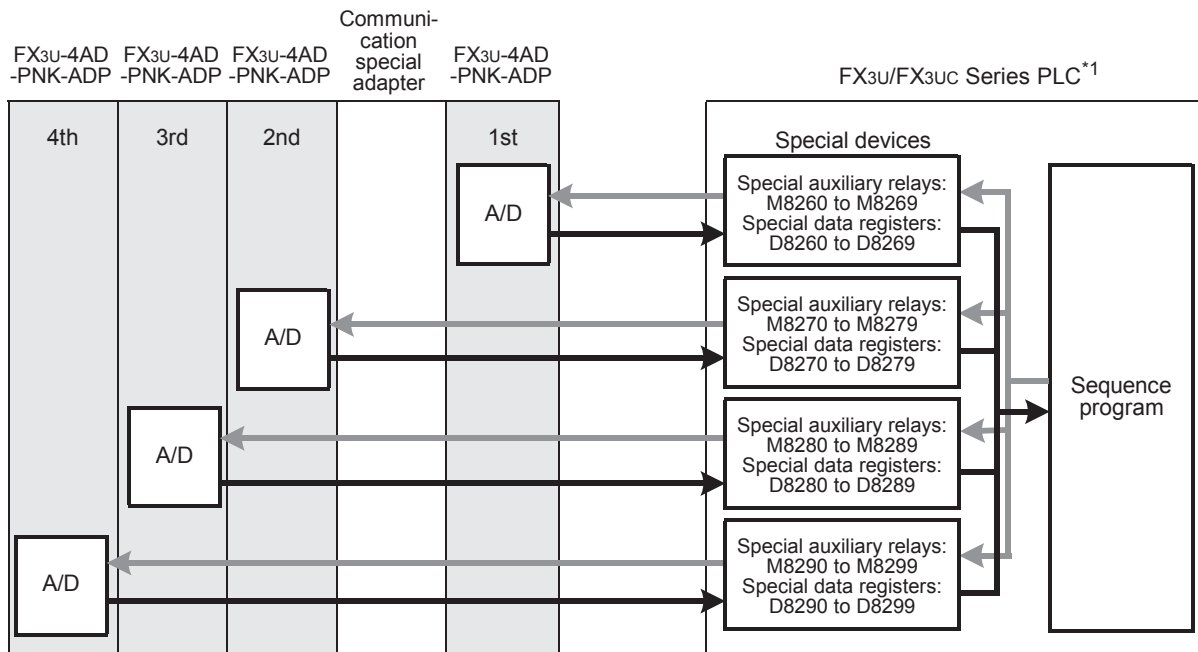 FX3U-4AD
-PNK-ADP
FX3U-4AD
-PNK-ADP
FX3U-4AD
-PNK-ADP
Communi-
cation
special
adapter
FX3U-4AD
-PNK-ADP
FX3U/FX3UC Series PLC*1
4th
3rd
2nd
1st
Special devices
A/D
Special auxiliary relays:
M8260 to M8269
Special data registers:
D8260 to D8269
A/D
Special auxiliary relays:
M8270 to M8279
Special data registers:
D8270 to D8279
A/D
Special auxiliary relays:
M8280 to M8289
Special data registers:
D8280 to D8289
A/D
Special auxiliary relays:
M8290 to M8299
Special data registers:
D8290 to D8299
Sequence
program